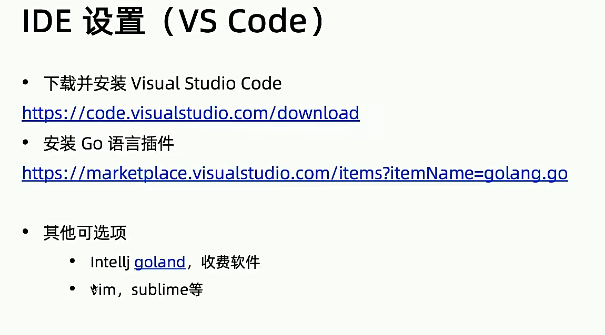 IDE 设置（VS Code）
• 下载并安装 Visual Studio Code
https://code.visualstudio.com/download
• 安装 Go 语言插件
https://marketplace.visualstudio.com/items?itemName=golang.go
• 其他可选项
• Intellj goland，收费软件
• vim，sublime等